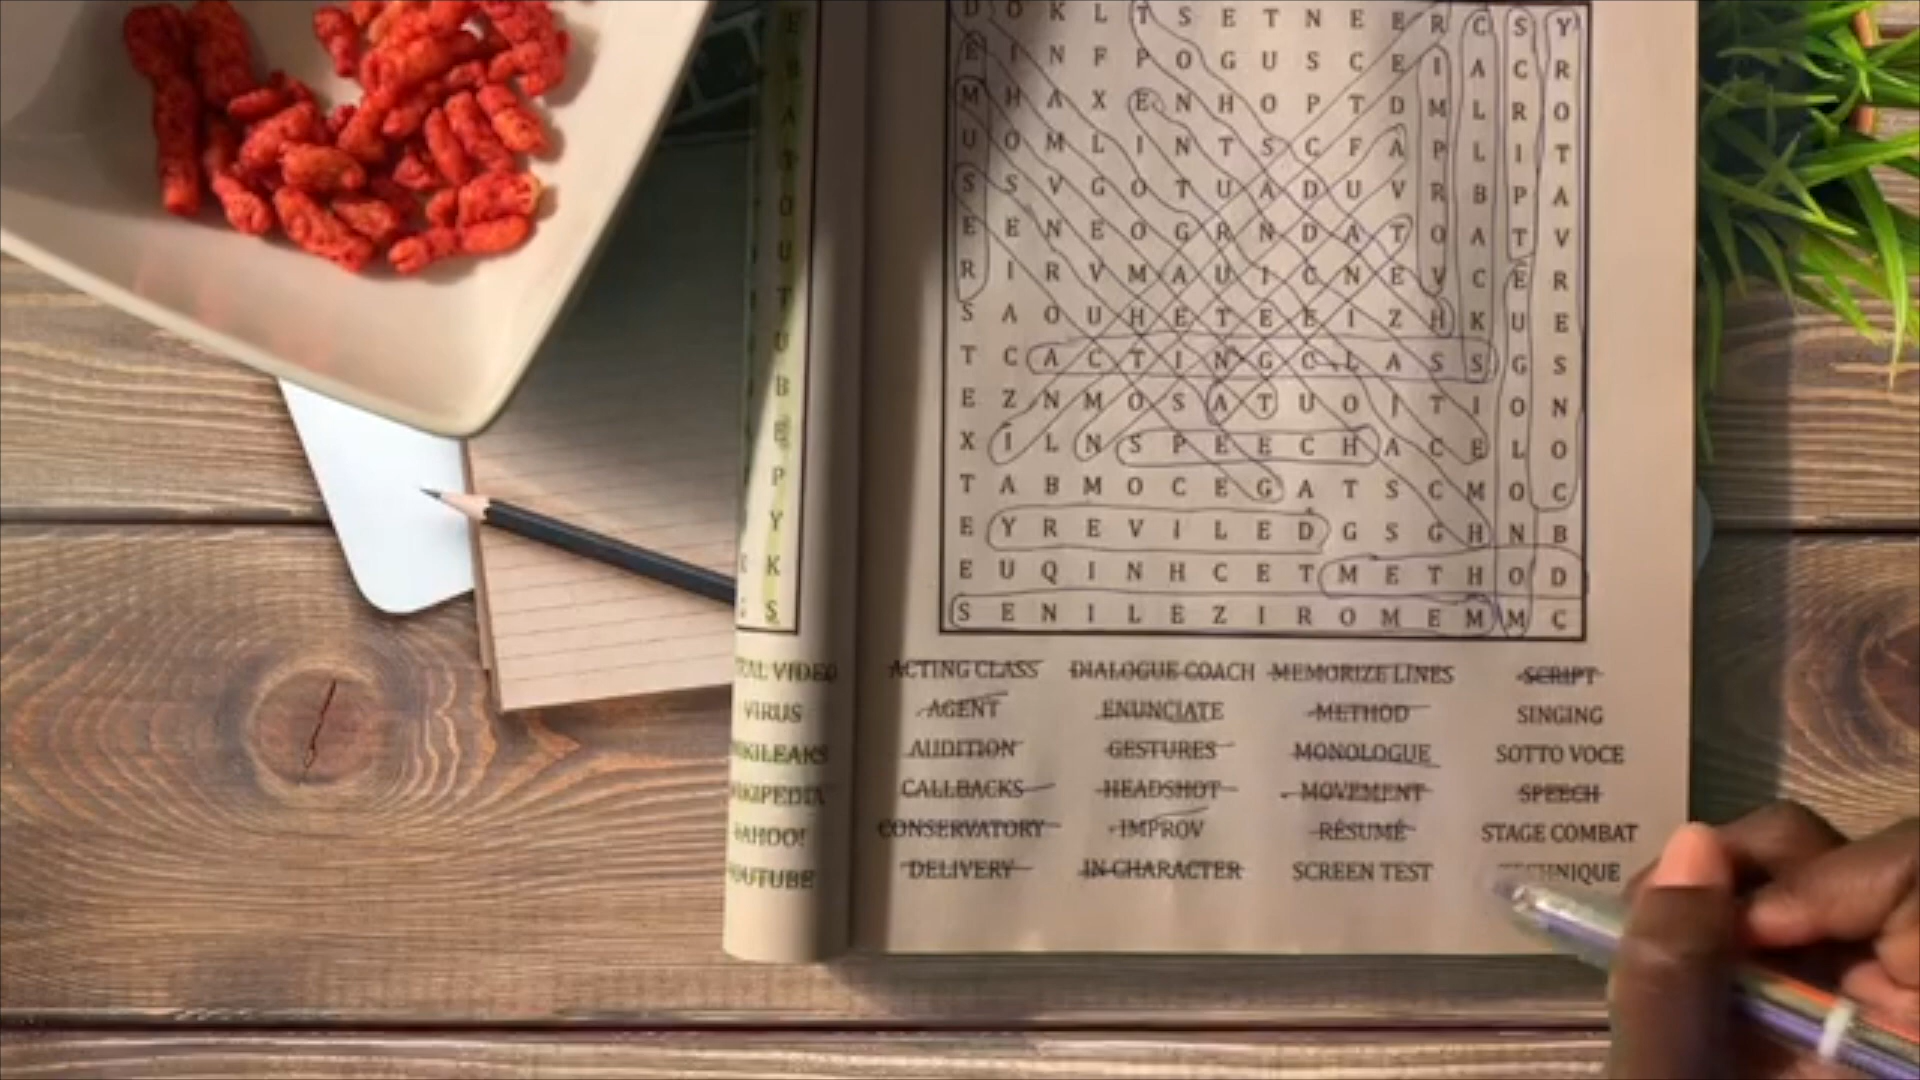 D O K L T S E T N E E R C S Y
E I N F P O G U S C E I A C R
M H A X E N H O P T D M L R O
U O M L I N T S C F A P L I T
S S V G O T U A D U V R B P A
E E N E O G R N D A T O A T V
R I R V M A U I C N E V C E R
S A O U H E T E E I Z H K U E
T C A C T I N G C L A S S G S
E Z N M O S A T U O J T I O N
X I L N S P E E C H A C E L O
T A B M O C E G A T S C M O C
E Y R E V I L E D G S G H N B
E U Q I N H C E T M E T H O D
S E N I L E Z I R O M E M M C
ACTING CLASS DIALOGUE COACH MEMORIZE LINES SCRIPT
VIRUS AGENT ENUNCIATE METHOD SINGING
AUDITION GESTURES MONOLOGUE SOTTO VOCE
CALLBACKS HEADSHOT MOVEMENT SPEECH
CONSERVATORY IMPROV RÉSUMÉ STAGE COMBAT
DELIVERY IN CHARACTER SCREEN TEST